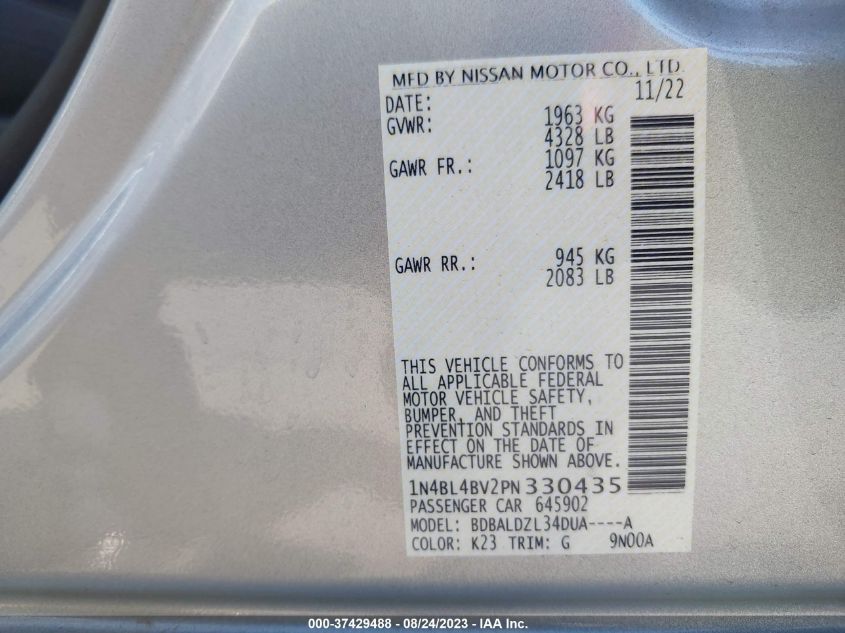 MFD BY NISSAN MOTOR CO., LTD.
DATE: 11/22
GVWR: 1963 KG
4328 LB
GAWR FR.: 1097 KG
2418 LB
GAWR RR.: 945 KG
2083 LB
THIS VEHICLE CONFORMS TO
ALL APPLICABLE FEDERAL
MOTOR VEHICLE SAFETY,
BUMPER, AND THEFT
PREVENTION STANDARDS IN
EFFECT ON THE DATE OF
MANUFACTURE SHOWN ABOVE.
1N4BL4BV2PN330435
PASSENGER CAR 645902
MODEL: BDBALDZL34DUA----A
COLOR: K23 TRIM: G 9N00A
000-37429488 - 08/24/2023 - IAA Inc.